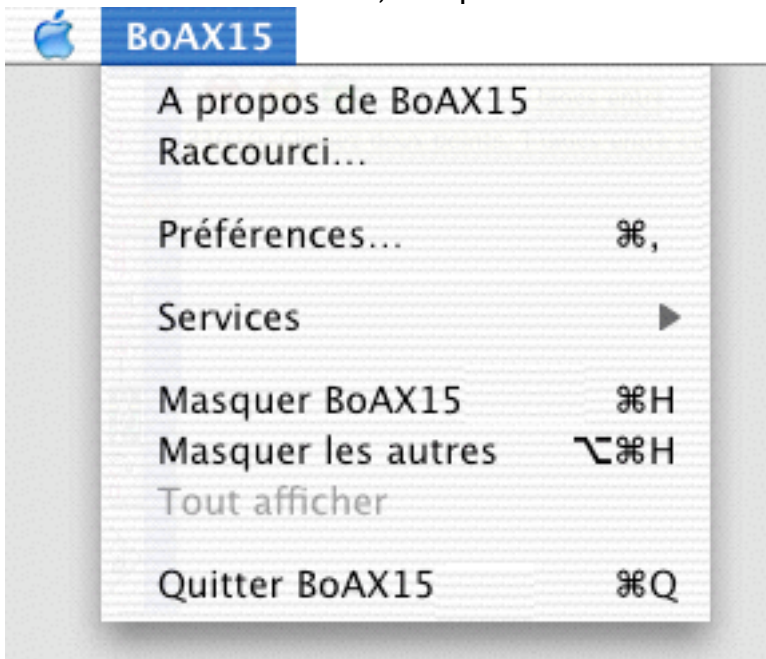 BoAX15
A propos de BoAX15
Raccourci...
Préférences... ⌘,
Services
Masquer BoAX15 ⌘H
Masquer les autres ⌥⌘H
Tout afficher
Quitter BoAX15 ⌘Q